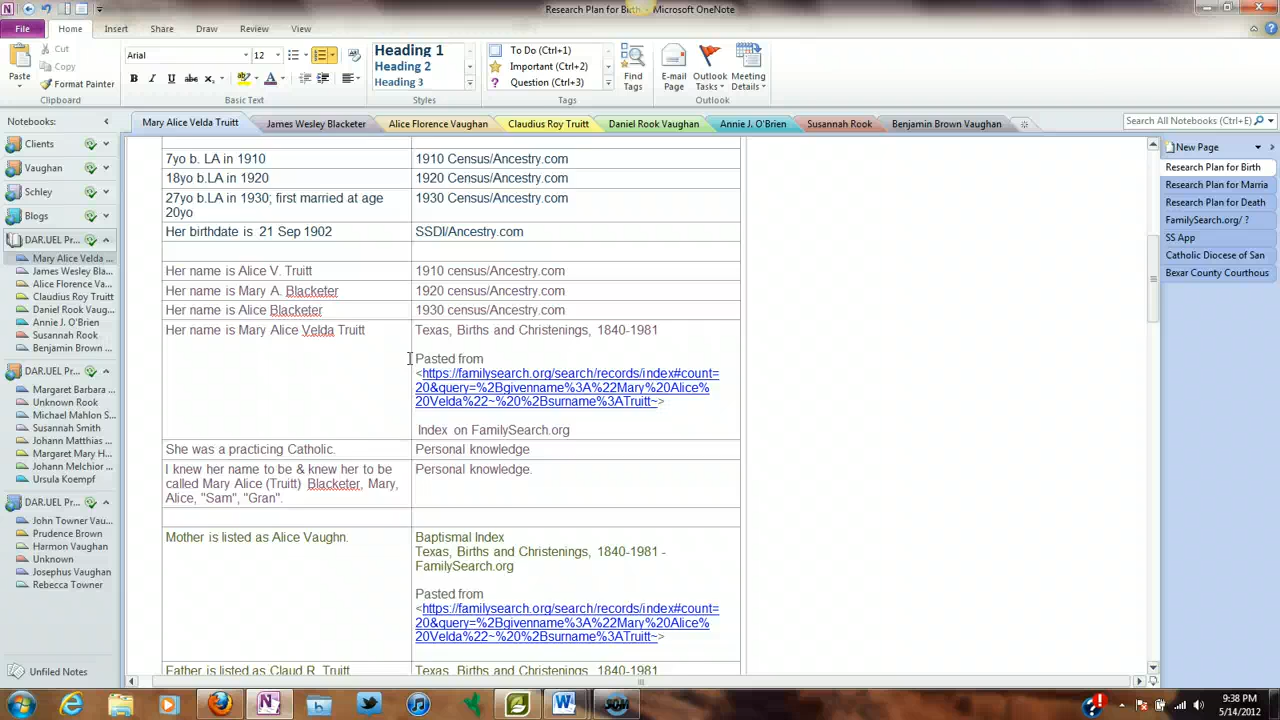 Research Plan for Birth - Microsoft OneNote
File Home Insert Share Draw Review View
Paste
Cut
Copy
Format Painter
Clipboard
Arial 12
B I U abc X₂ A
Basic Text
Heading 1
Heading 2
Heading 3
Styles
To Do (Ctrl+1)
Important (Ctrl+2)
Question (Ctrl+3)
Tags
Find
Tags
E-mail
Page
Outlook
Tasks
Meeting
Details
Outlook
Notebooks:
Mary Alice Velda Truitt
James Wesley Blacketer
Alice Florence Vaughan
Claudius Roy Truitt
Daniel Rook Vaughan
Annie J. O'Brien
Susannah Rook
Benjamin Brown Vaughan
Search All Notebooks (Ctrl+E)
Clients
Vaughan
Schley
Blogs
DAR.UEL Pr...
Mary Alice Velda ...
James Wesley Bla...
Alice Florence Va...
Claudius Roy Truitt
Daniel Rook Vaug...
Annie J. O'Brien
Susannah Rook
Benjamin Brown ...
DAR.UEL Pr...
Margaret Barbara
Unknown Rock
Michael Mahlon S...
Susannah Smith
Johann Matthias ...
Margaret Mary H...
Johann Melchior ...
Ursula Koempf
DAR.UEL Pr...
John Towner Vau...
Prudence Brown
Harmon Vaughan
Unknown
Josephus Vaughan
Rebecca Towner
Unfiled Notes
7yo b. LA in 1910 1910 Census/Ancestry.com
18yo b.LA in 1920 1920 Census/Ancestry.com
27yo b.LA in 1930; first married at age 1930 Census/Ancestry.com
20yo
Her birthdate is 21 Sep 1902 SSDI/Ancestry.com
Her name is Alice V. Truitt 1910 census/Ancestry.com
Her name is Mary A. Blacketer 1920 census/Ancestry.com
Her name is Alice Blacketer 1930 census/Ancestry.com
Her name is Mary Alice Velda Truitt Texas, Births and Christenings, 1840-1981
Pasted from
<https://familysearch.org/search/records/index#count=
20&query=%2Bgivenname%3A%22Mary%20Alice%
20Velda%22~%20%2Bsurname%3ATruitt~>
Index on FamilySearch.org
She was a practicing Catholic. Personal knowledge
I knew her name to be & knew her to be Personal knowledge.
called Mary Alice (Truitt) Blacketer, Mary,
Alice, "Sam", "Gran".
Mother is listed as Alice Vaughn. Baptismal Index
Texas, Births and Christenings, 1840-1981 -
FamilySearch.org
Pasted from
<https://familysearch.org/search/records/index#count=
20&query=%2Bgivenname%3A%22Mary%20Alice%
20Velda%22~%20%2Bsurname%3ATruitt~>
Father is listed as Claud R. Truitt Texas, Births and Christenings, 1840-1981
New Page
Research Plan for Birth
Research Plan for Marria
Research Plan for Death
FamilySearch.org/ ?
SS App
Catholic Diocese of San
Bexar County Courthous
9:38 PM
5/14/2012